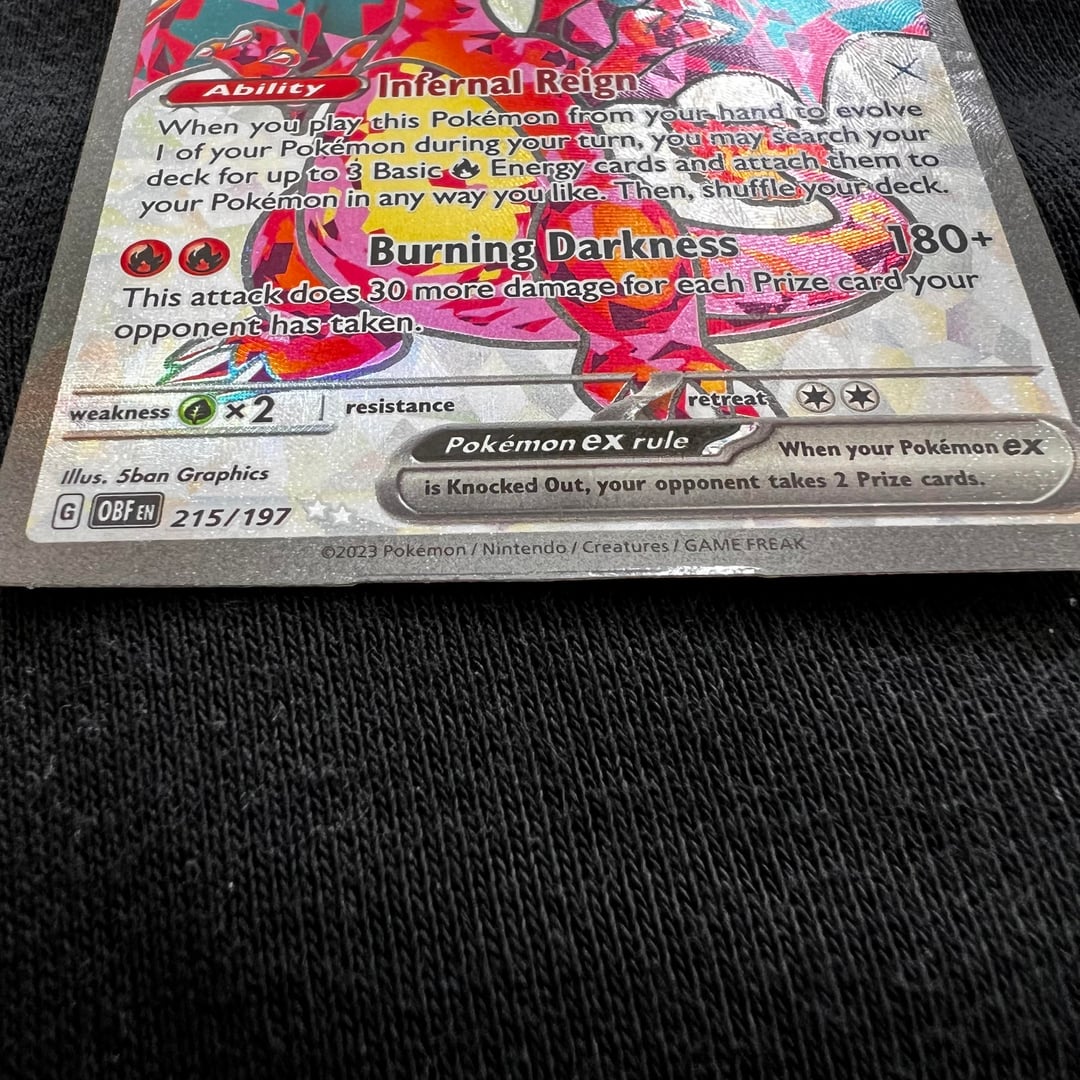 Ability Infernal Reign
When you play this Pokémon from your hand to evolve
1 of your Pokémon during your turn, you may search your
deck for up to 3 Basic Energy cards and attach them to
your Pokémon in any way you like. Then, shuffle your deck.
Burning Darkness 180+
This attack does 30 more damage for each Prize card your
opponent has taken.
weakness ×2 resistance retreat
Pokémon ex rule When your Pokémon ex
is Knocked Out, your opponent takes 2 Prize cards.
Illus. 5ban Graphics
G OBF EN 215/197
©2023 Pokémon / Nintendo / Creatures / GAME FREAK